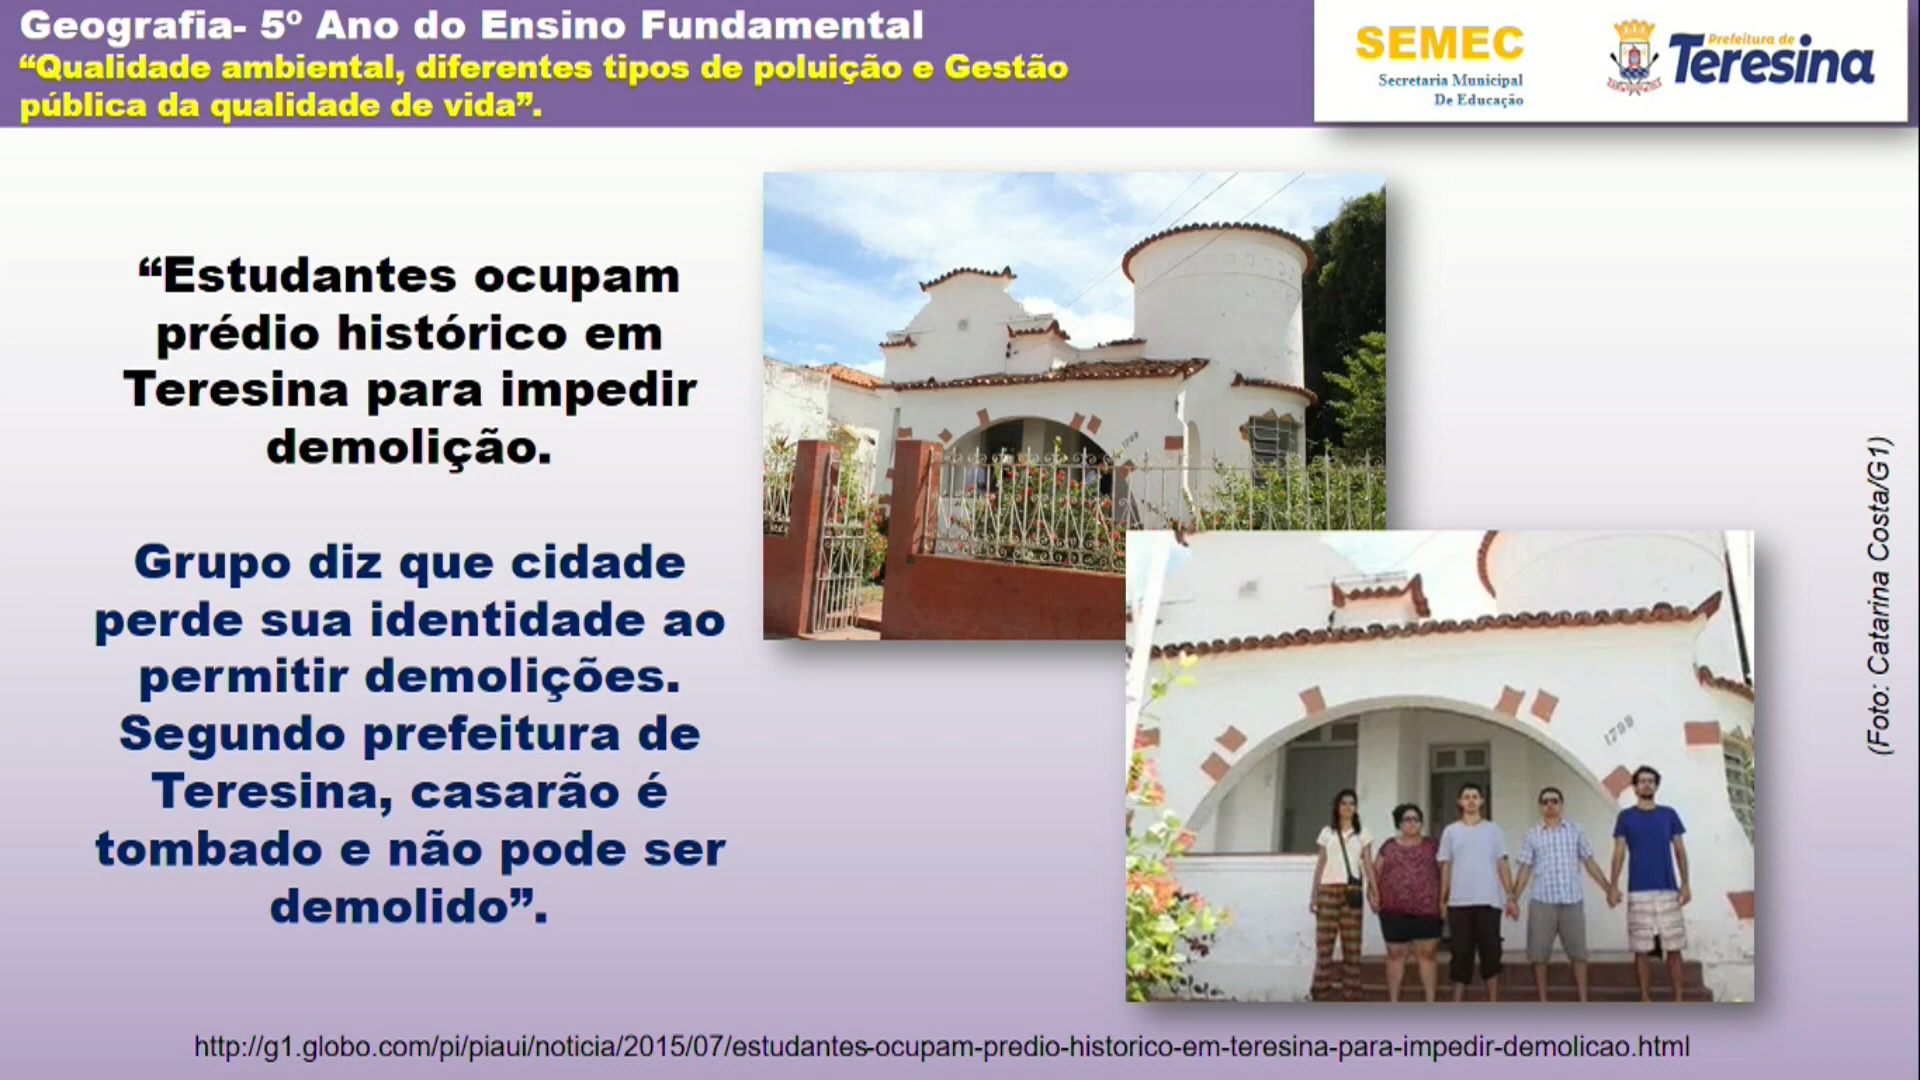 Geografia- 5º Ano do Ensino Fundamental
“Qualidade ambiental, diferentes tipos de poluição e Gestão
pública da qualidade de vida”.
SEMEC
Secretaria Municipal
De Educação
Prefeitura de
Teresina
“Estudantes ocupam
prédio histórico em
Teresina para impedir
demolição.
Grupo diz que cidade
perde sua identidade ao
permitir demolições.
Segundo prefeitura de
Teresina, casarão é
tombado e não pode ser
demolido”.
1799
1799
(Foto: Catarina Costa/G1)
http://g1.globo.com/pi/piaui/noticia/2015/07/estudantes-ocupam-predio-historico-em-teresina-para-impedir-demolicao.html